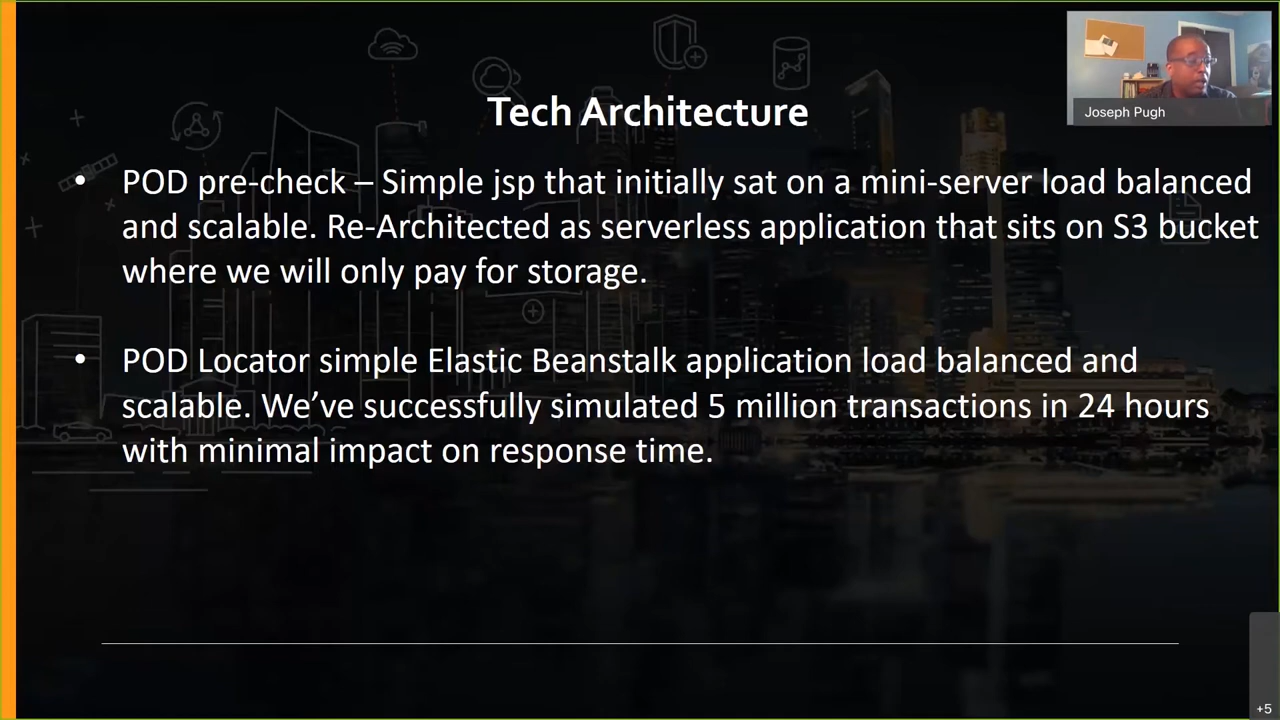 Tech Architecture
Joseph Pugh
• POD pre-check – Simple jsp that initially sat on a mini-server load balanced
and scalable. Re-Architected as serverless application that sits on S3 bucket
where we will only pay for storage.
• POD Locator simple Elastic Beanstalk application load balanced and
scalable. We’ve successfully simulated 5 million transactions in 24 hours
with minimal impact on response time.
+5